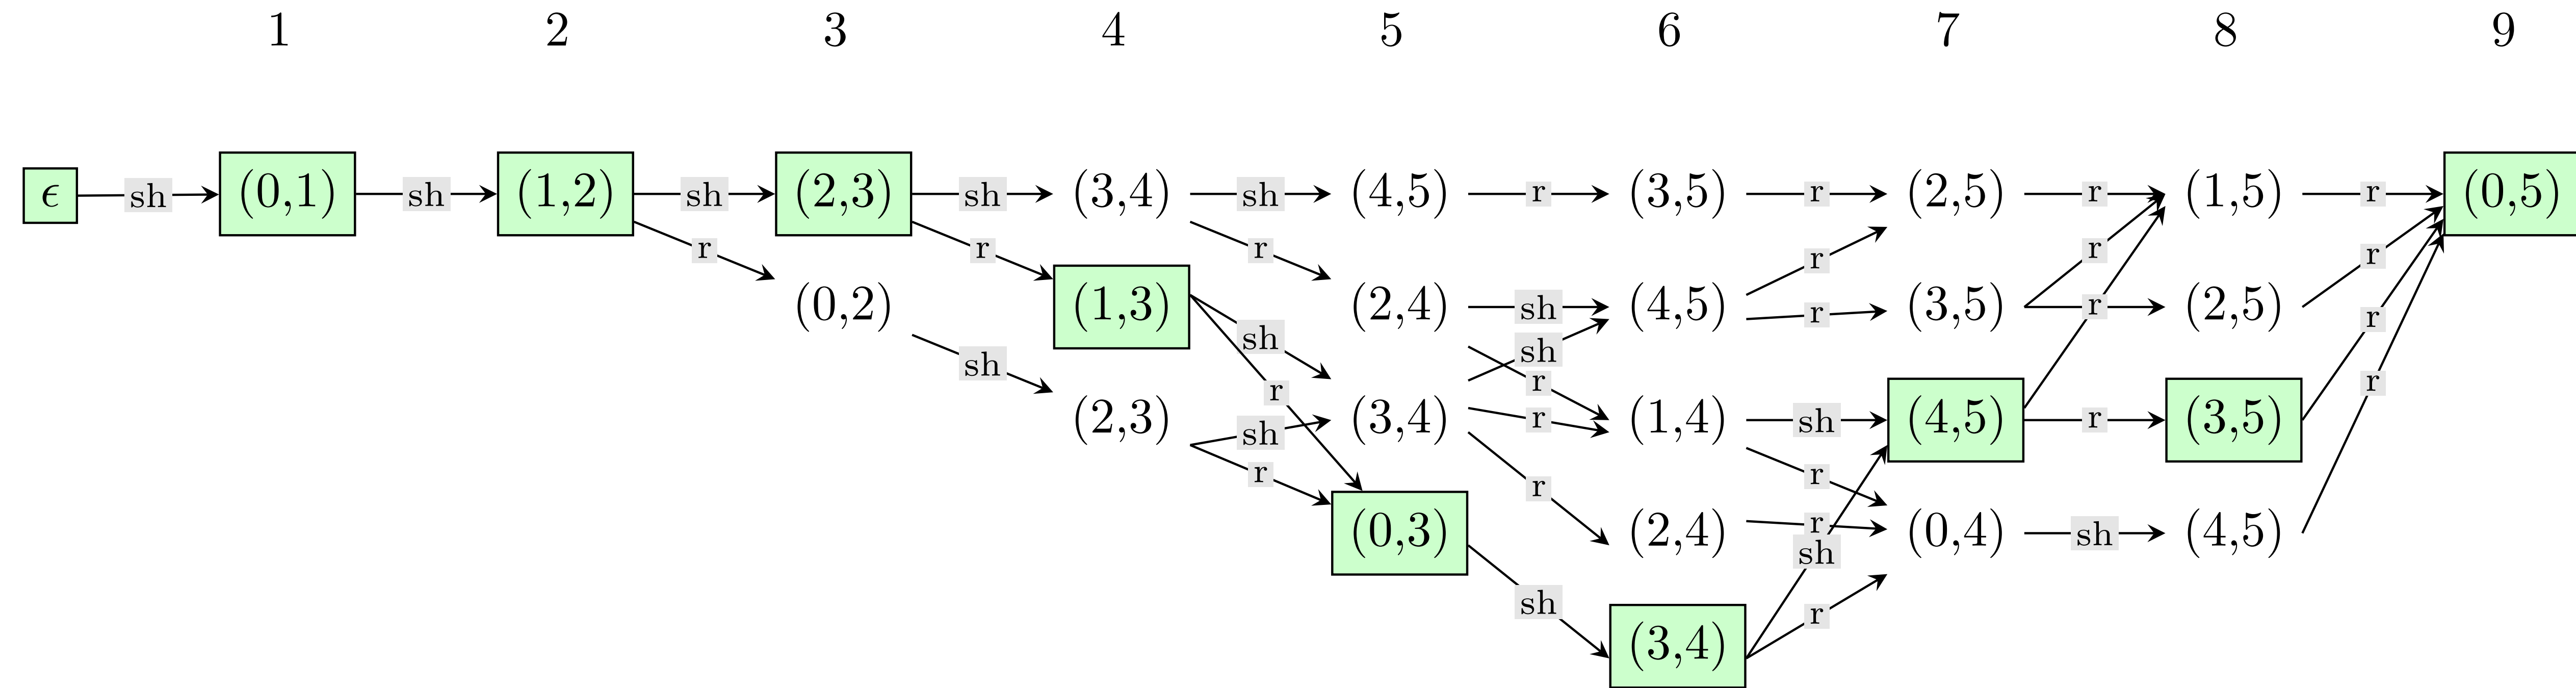 1 2 3 4 5 6 7 8 9
ϵ sh (0,1) sh (1,2) sh (2,3) sh (3,4) sh (4,5) r (3,5) r (2,5) r (1,5) r (0,5)
r r r r r r
(0,2) (1,3) (2,4) sh (4,5) r (3,5) r (2,5)
sh sh sh r
r r r
(2,3) sh (3,4) r (1,4) sh (4,5) r (3,5)
r r r
(0,3) (2,4) r (0,4) sh (4,5)
sh
sh r
(3,4)